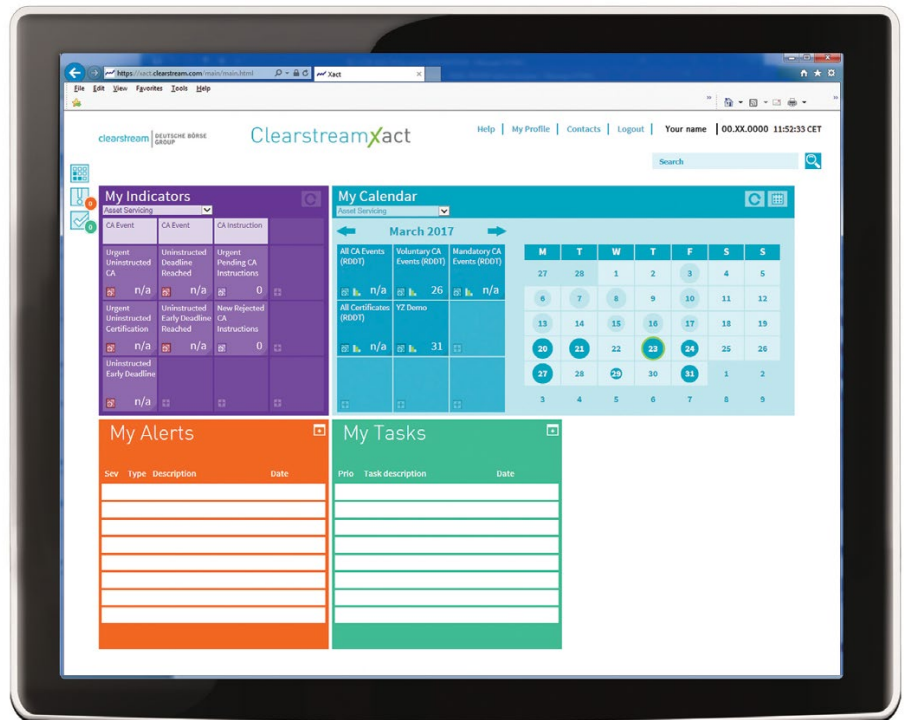 https://xact.clearstream.com/main/main.html
Xact
File Edit View Favorites Tools Help
clearstream DEUTSCHE BÖRSE GROUP
ClearstreamXact
Help | My Profile | Contacts | Logout | Your name | 00.XX.0000 11:52:33 CET
Search
0
0
My Indicators
Asset Servicing
CA Event CA Event CA Instruction
Urgent Uninstructed CA
n/a
Uninstructed Deadline Reached
n/a
Urgent Pending CA Instructions
0
Urgent Uninstructed Certification
n/a
Uninstructed Early Deadline Reached
n/a
New Rejected CA Instructions
0
Uninstructed Early Deadline
n/a
My Calendar
Asset Servicing
March 2017
All CA Events (RDDT)
n/a
Voluntary CA Events (RDDT)
26
Mandatory CA Events (RDDT)
n/a
All Certificates (RDDT)
n/a
YZ Demo
31
M T W T F S S
27 28 1 2 3 4 5
6 7 8 9 10 11 12
13 14 15 16 17 18 19
20 21 22 23 24 25 26
27 28 29 30 31 1 2
3 4 5 6 7 8 9
My Alerts
Sev Type Description Date
My Tasks
Prio Task description Date